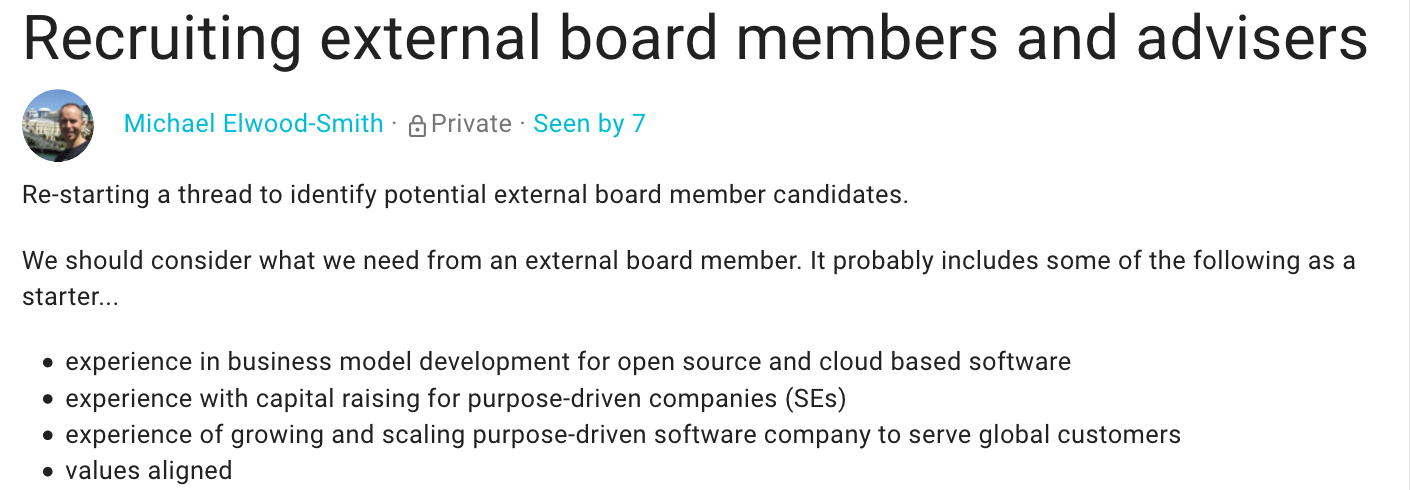 Recruiting external board members and advisers
Michael Elwood-Smith · Private · Seen by 7
Re-starting a thread to identify potential external board member candidates.
We should consider what we need from an external board member. It probably includes some of the following as a
starter...
• experience in business model development for open source and cloud based software
• experience with capital raising for purpose-driven companies (SEs)
• experience of growing and scaling purpose-driven software company to serve global customers
• values aligned